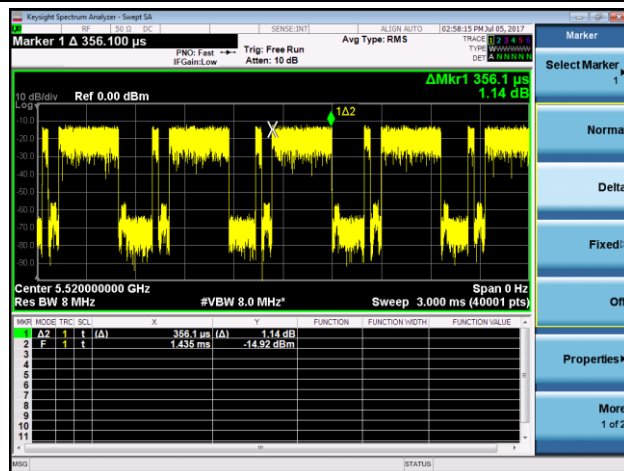 Keysight Spectrum Analyzer - Swept SA
RF 50 Ω DC SENSE:INT ALIGN AUTO 02:58:15 PM Jul 05, 2017
Marker 1 Δ 356.100 µs
PNO: Fast Trig: Free Run Avg Type: RMS TRACE 1 2 3 4 5 6
IFGain:Low Atten: 10 dB TYPE WWWWWW
DET A N N N N N
ΔMkr1 356.1 µs
1.14 dB
10 dB/div Ref 0.00 dBm
Log
-10.0
-20.0
-30.0
-40.0
-50.0
-60.0
-70.0
-80.0
-90.0
X
1Δ2
Center 5.520000000 GHz Span 0 Hz
Res BW 8 MHz #VBW 8.0 MHz* Sweep 3.000 ms (40001 pts)
MKR MODE TRC SCL X Y FUNCTION FUNCTION WIDTH FUNCTION VALUE
1 Δ2 1 t (Δ) 356.1 µs (Δ) 1.14 dB
2 F 1 t 1.435 ms -14.92 dBm
3
4
5
6
7
8
9
10
11
MSG STATUS
Marker
Select Marker
1
Norma
Delta
Fixed
Off
Properties
More
1 of 2